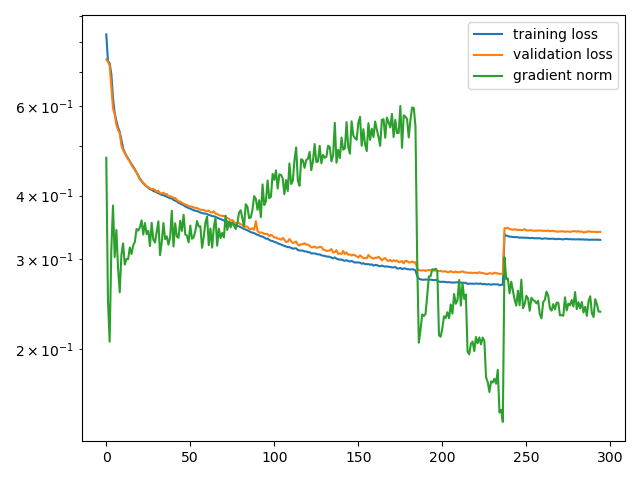 training loss
validation loss
gradient norm
6 × 10⁻¹
4 × 10⁻¹
3 × 10⁻¹
2 × 10⁻¹
0 50 100 150 200 250 300